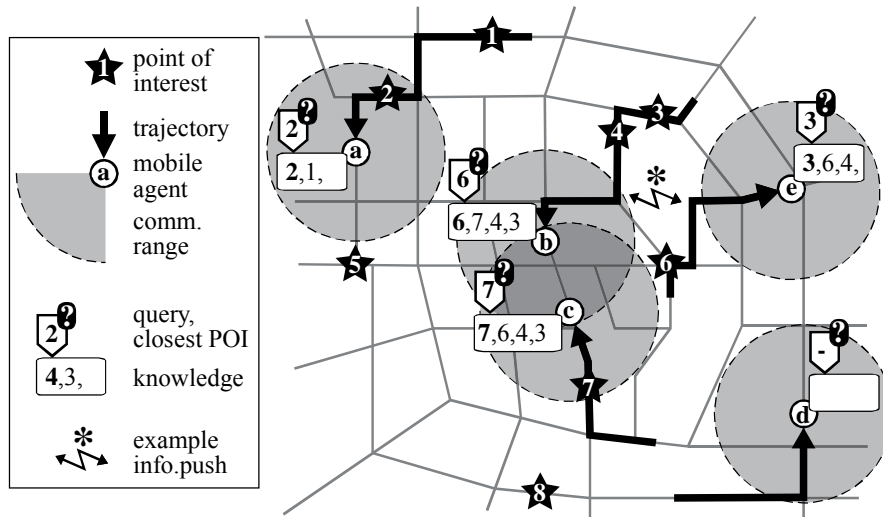 1
point of
interest
trajectory
a
mobile
agent
comm.
range
?
2
query,
closest POI
4,3,
knowledge
*
example
info.push
1
2
3
4
?
2
a
2,1,
?
3
3,6,4,
e
*
?
6
6,7,4,3
b
5
6
?
7
c
7,6,4,3
7
?
-
d
8